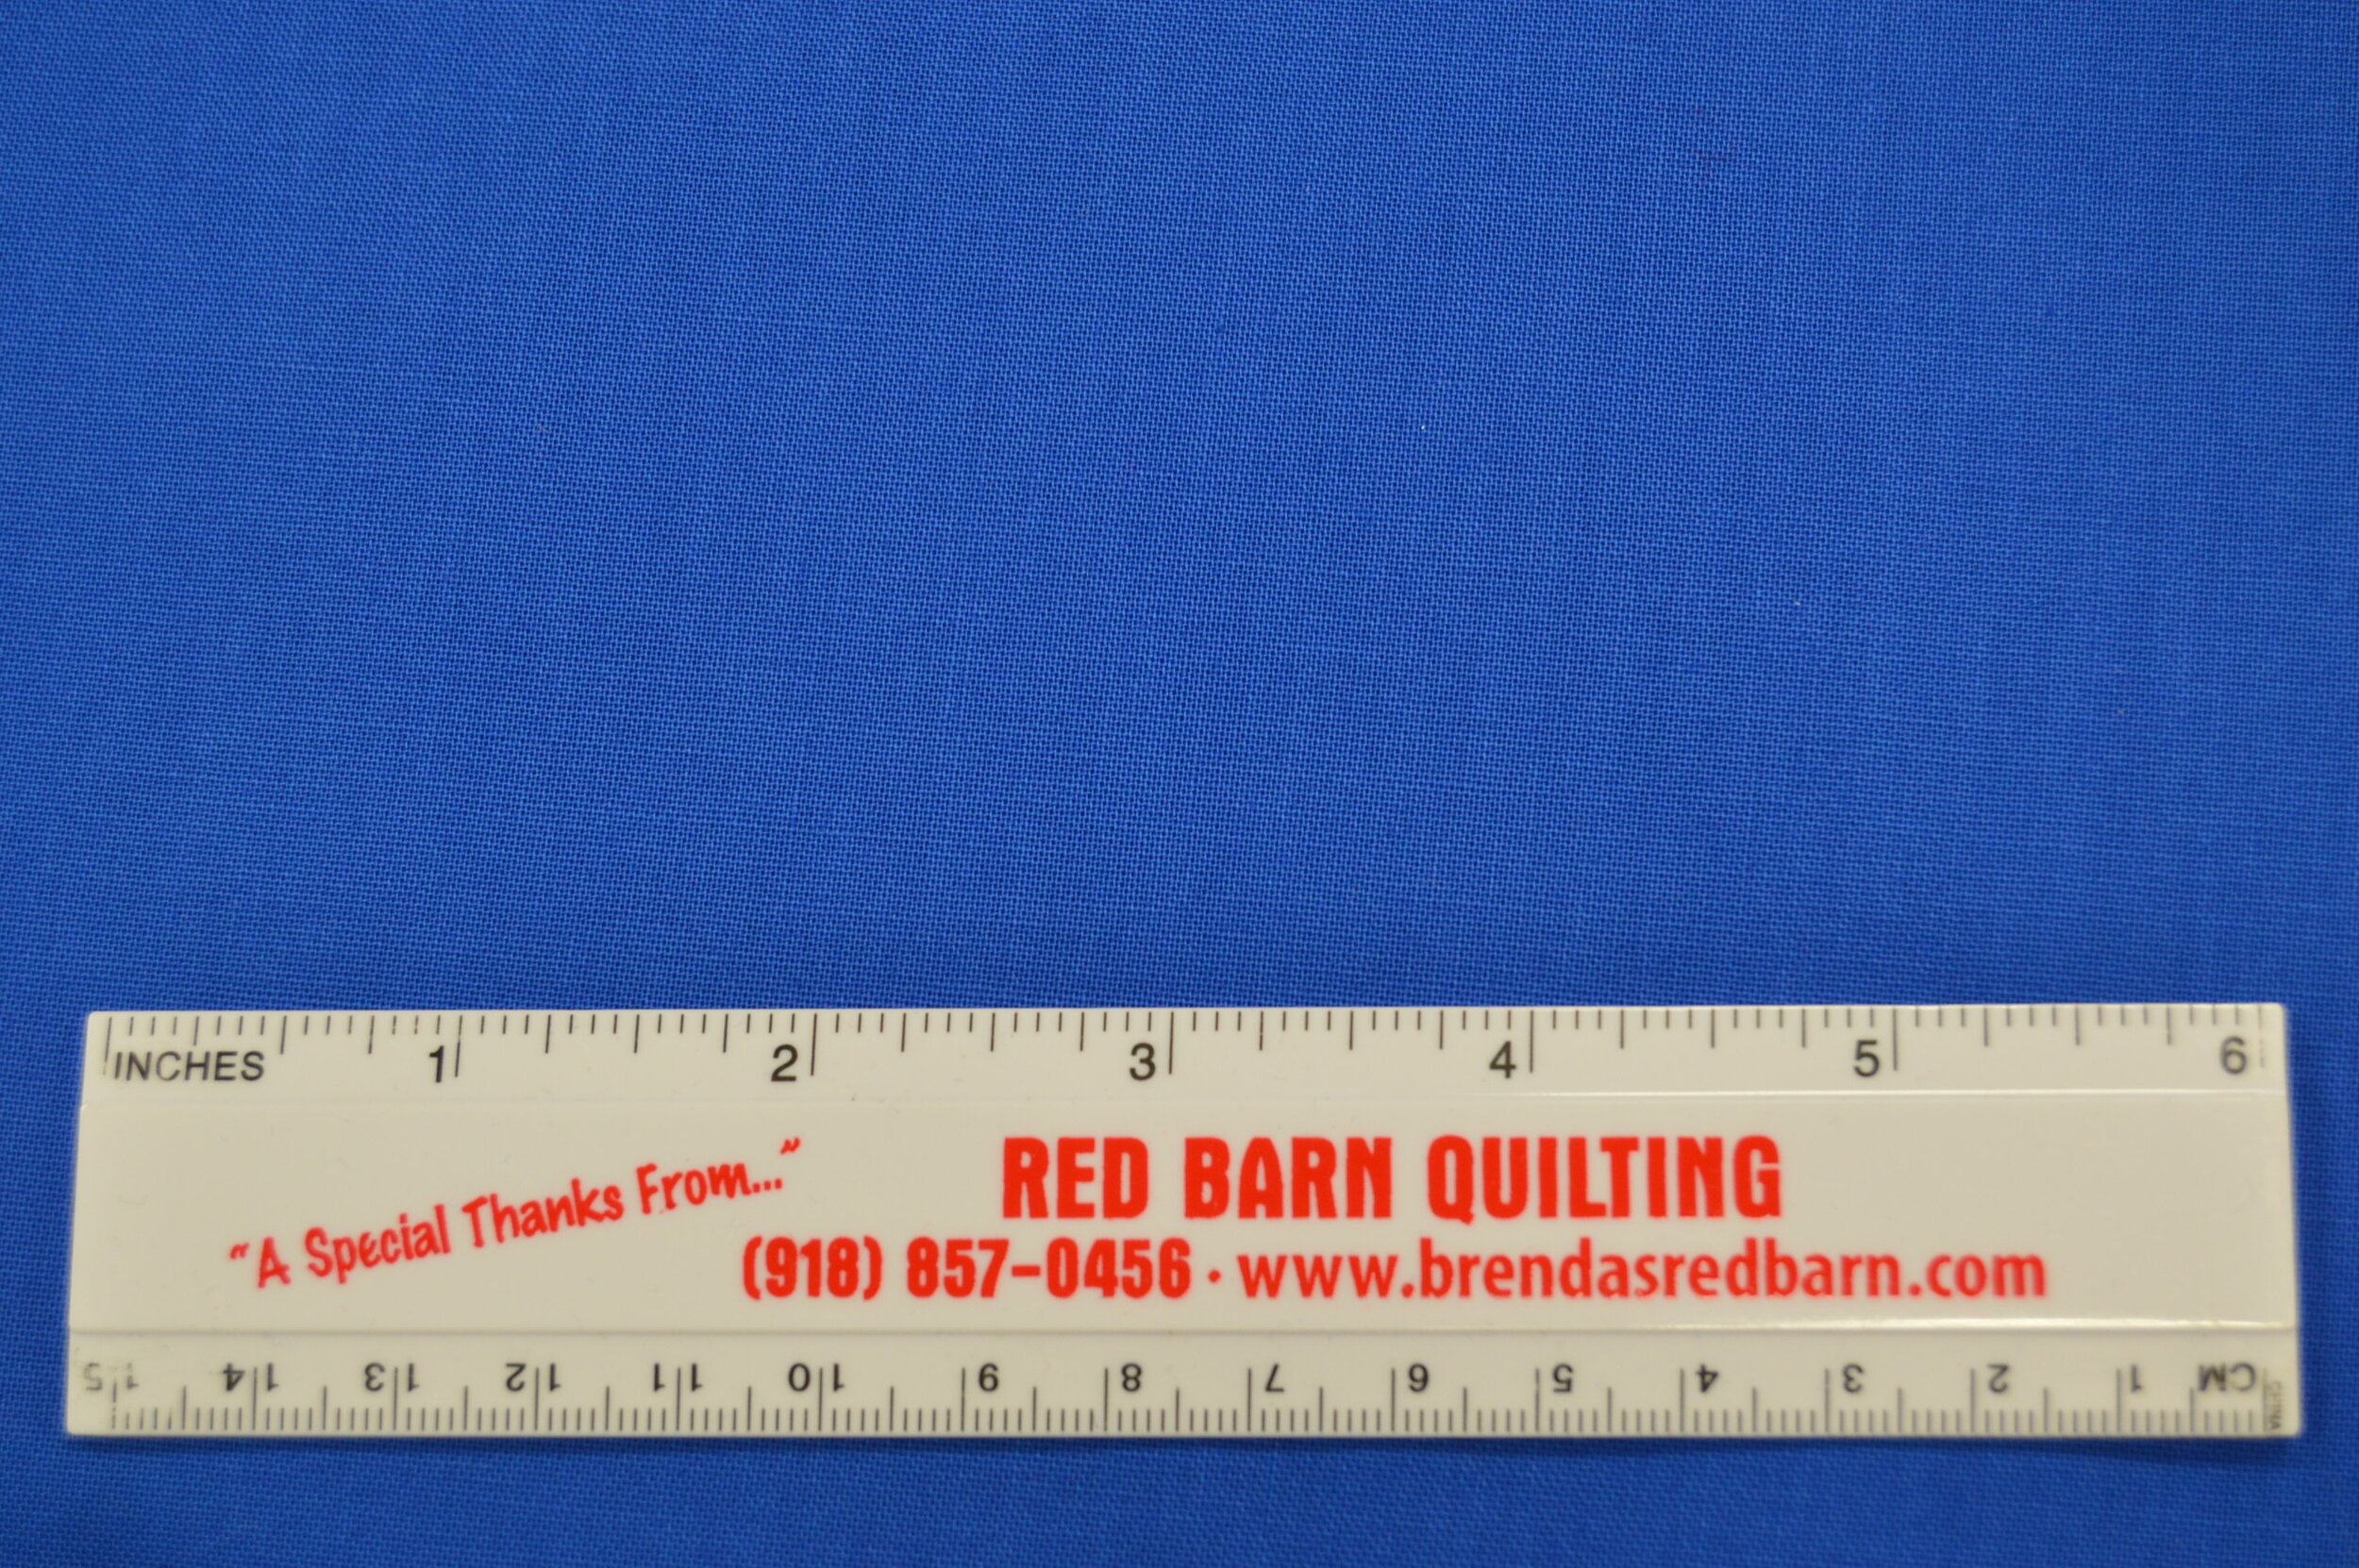 INCHES 1 2 3 4 5 6
"A Special Thanks From..."
RED BARN QUILTING
(918) 857-0456 · www.brendasredbarn.com
15 14 13 12 11 10 9 8 7 6 5 4 3 2 1 CM
CHINA